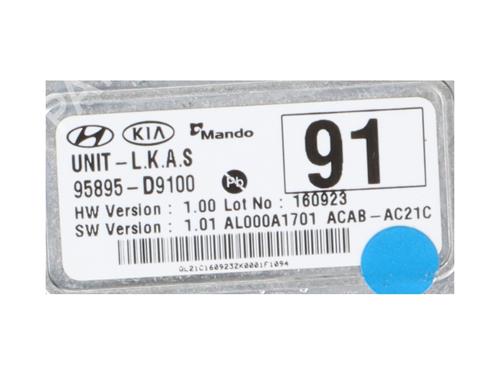 KIA Mando
91
UNIT-L.K.A.S
95895-D9100 Pb
HW Version : 1.00 Lot No : 160923
SW Version : 1.01 AL000A1701 ACAB-AC21C
QL21C160923ZK0001F1094